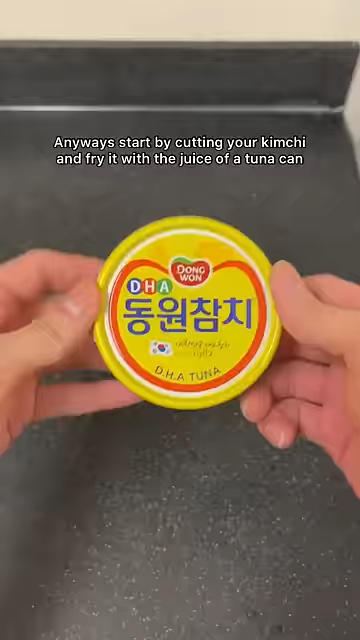 Anyways start by cutting your kimchi
and fry it with the juice of a tuna can
DONG
WON
DHA
동원참치
D.H.A TUNA